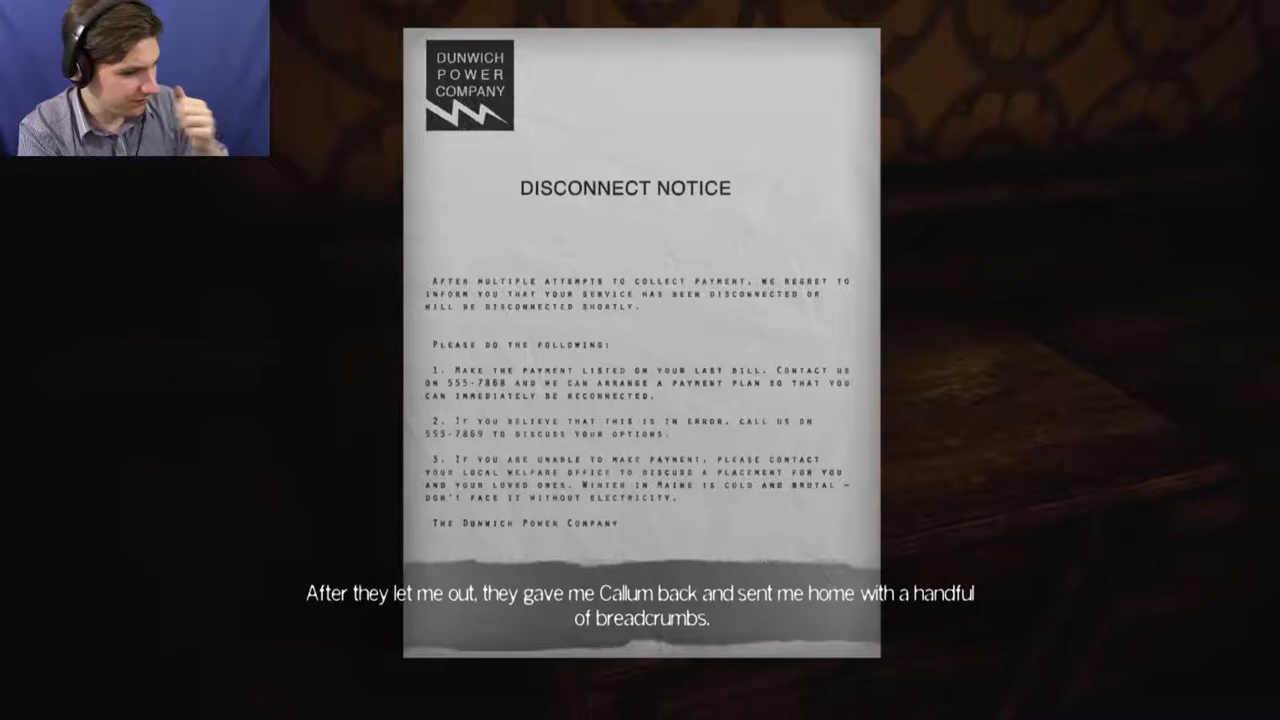 DUNWICH
POWER
COMPANY
DISCONNECT NOTICE
AFTER MULTIPLE ATTEMPTS TO COLLECT PAYMENT, WE REGRET TO
INFORM YOU THAT YOUR SERVICE HAS BEEN DISCONNECTED OR
WILL BE DISCONNECTED SHORTLY.
PLEASE DO THE FOLLOWING:
1. MAKE THE PAYMENT LISTED ON YOUR LAST BILL. CONTACT US
ON 555-7868 AND WE CAN ARRANGE A PAYMENT PLAN SO THAT YOU
CAN IMMEDIATELY BE RECONNECTED.
2. IF YOU BELIEVE THAT THIS IS IN ERROR, CALL US ON
555-7869 TO DISCUSS YOUR OPTIONS.
3. IF YOU ARE UNABLE TO MAKE PAYMENT, PLEASE CONTACT
YOUR LOCAL WELFARE OFFICE TO DISCUSS A PLACEMENT FOR YOU
AND YOUR LOVED ONES. WINTER IN MAINE IS COLD AND BRUTAL –
DON'T FACE IT WITHOUT ELECTRICITY.
THE DUNWICH POWER COMPANY
After they let me out, they gave me Callum back and sent me home with a handful
of breadcrumbs.